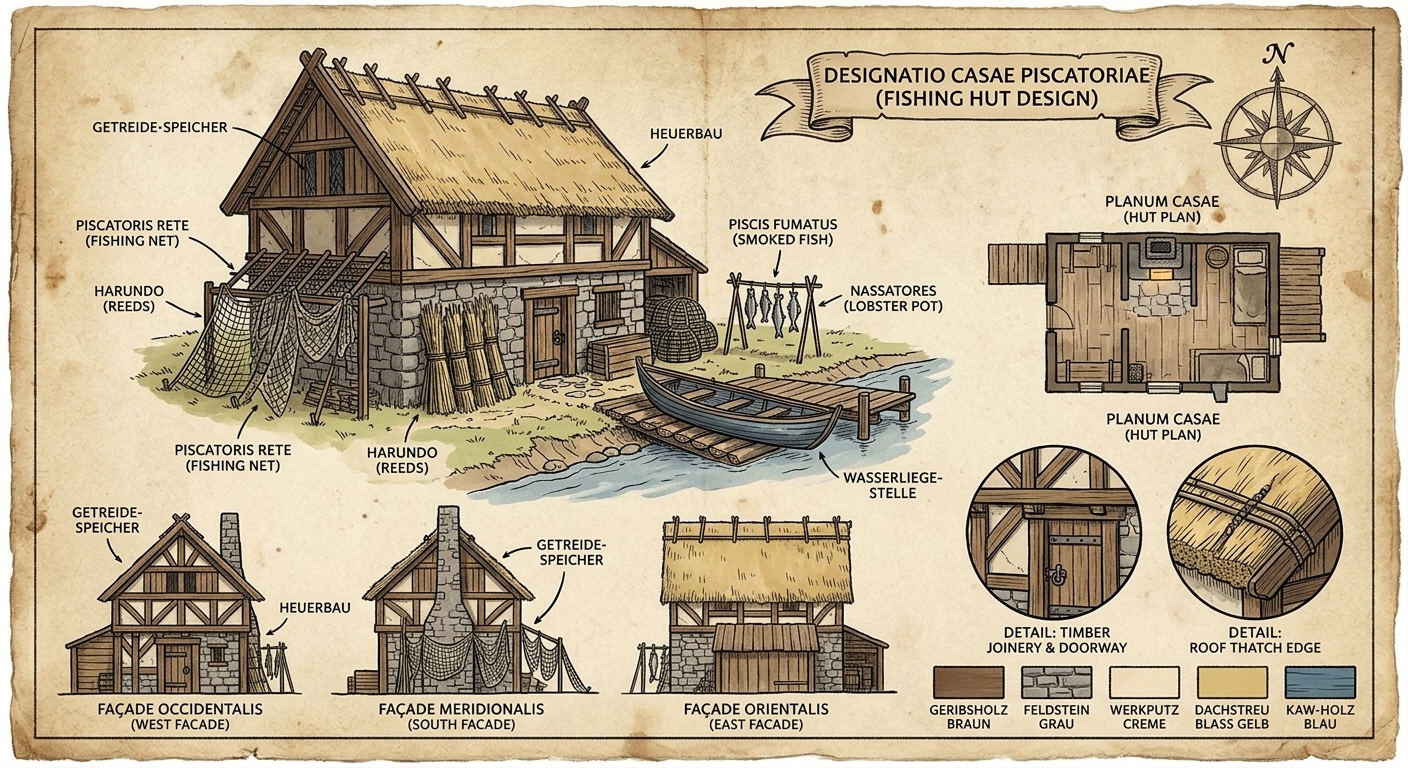 DESIGNATIO CASAE PISCATORIAE
(FISHING HUT DESIGN)
N
GETREIDE-SPEICHER
HEUERBAU
PISCATORIS RETE
(FISHING NET)
HARUNDO
(REEDS)
PISCIS FUMATUS
(SMOKED FISH)
NASSATORES
(LOBSTER POT)
PLANUM CASAE
(HUT PLAN)
PISCATORIS RETE
(FISHING NET)
HARUNDO
(REEDS)
WASSERLIEGE-
STELLE
PLANUM CASAE
(HUT PLAN)
GETREIDE-
SPEICHER
HEUERBAU
GETREIDE-
SPEICHER
FAÇADE OCCIDENTALIS
(WEST FACADE)
FAÇADE MERIDIONALIS
(SOUTH FACADE)
FAÇADE ORIENTALIS
(EAST FACADE)
DETAIL: TIMBER
JOINERY & DOORWAY
DETAIL:
ROOF THATCH EDGE
GERIBSHOLZ
BRAUN
FELDSTEIN
GRAU
WERKPUTZ
CREME
DACHSTREU
BLASS GELB
KAW-HOLZ
BLAU